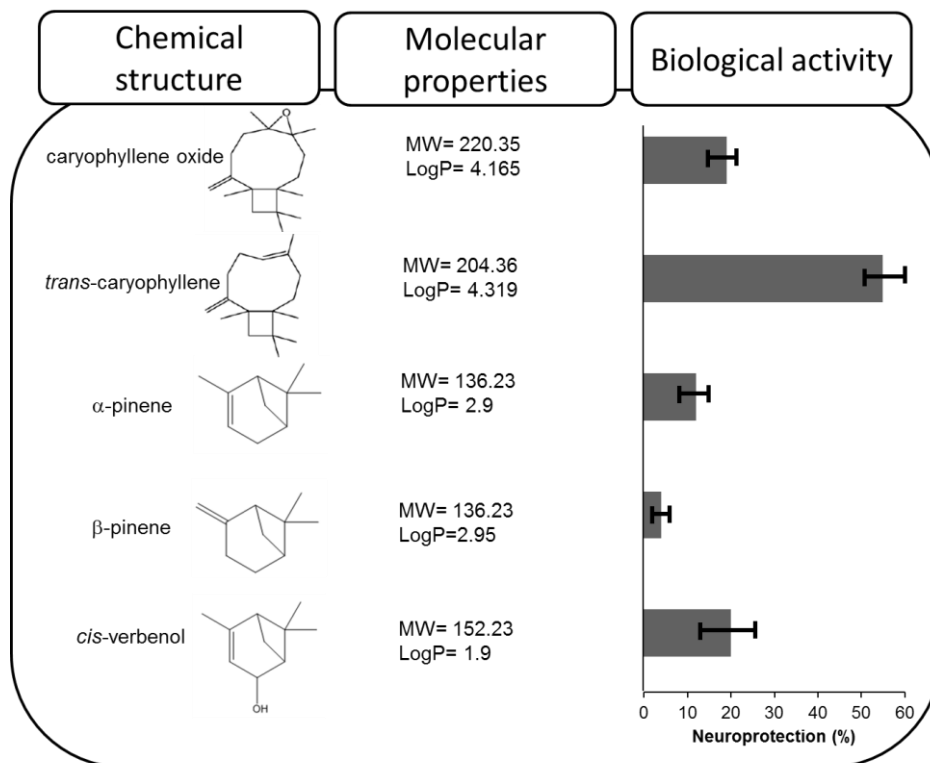 Chemical
structure
Molecular
properties
Biological activity
caryophyllene oxide
O
MW= 220.35
LogP= 4.165
trans-caryophyllene
MW= 204.36
LogP= 4.319
α-pinene
MW= 136.23
LogP= 2.9
β-pinene
MW= 136.23
LogP=2.95
cis-verbenol
OH
MW= 152.23
LogP= 1.9
0 10 20 30 40 50 60
Neuroprotection (%)